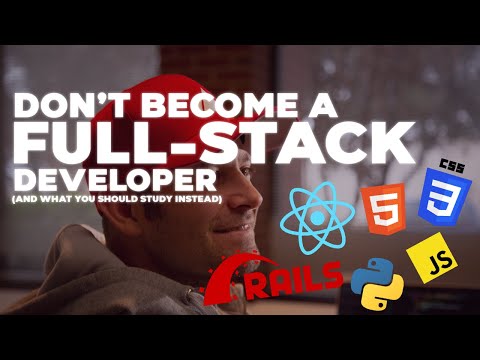 DON'T BECOME A
FULL-STACK
DEVELOPER
(AND WHAT YOU SHOULD STUDY INSTEAD)
CSS
5
3
JS
RAILS